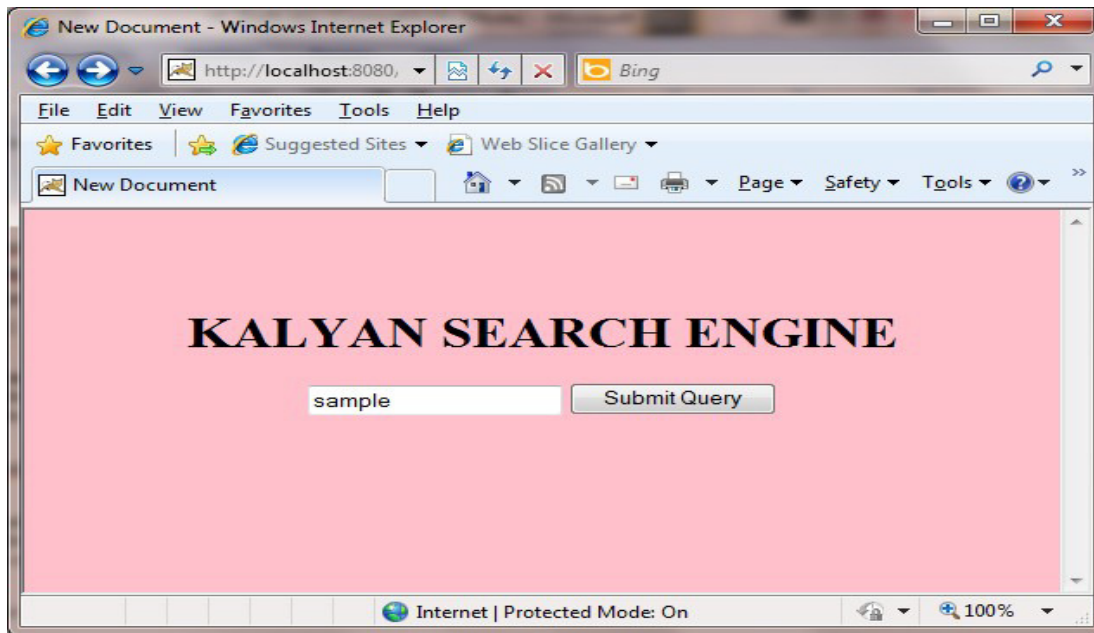 New Document - Windows Internet Explorer
http://localhost:8080, Bing
File Edit View Favorites Tools Help
Favorites Suggested Sites Web Slice Gallery
New Document Page Safety Tools »
KALYAN SEARCH ENGINE
sample Submit Query
Internet | Protected Mode: On 100%